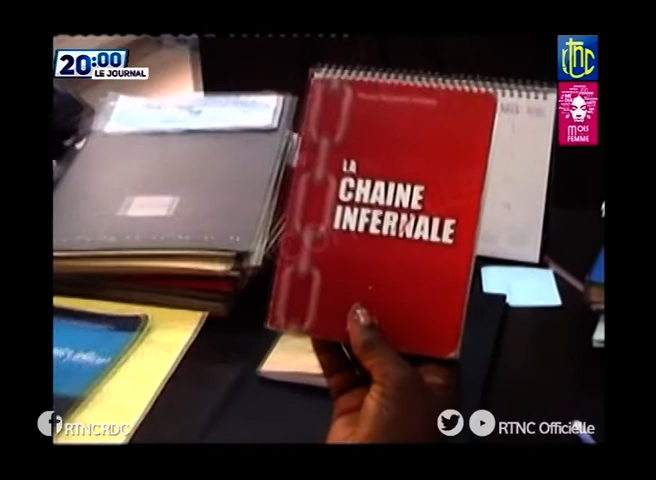 20:00
LE JOURNAL
rtnc
MOIS
FEMME
LA
CHAINE
INFERNALE
RTNCRDC
RTNC Officielle